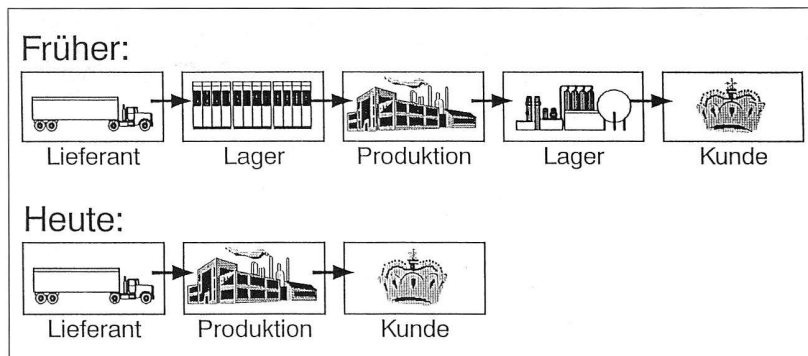 Früher:
Lieferant Lager Produktion Lager Kunde
Heute:
Lieferant Produktion Kunde